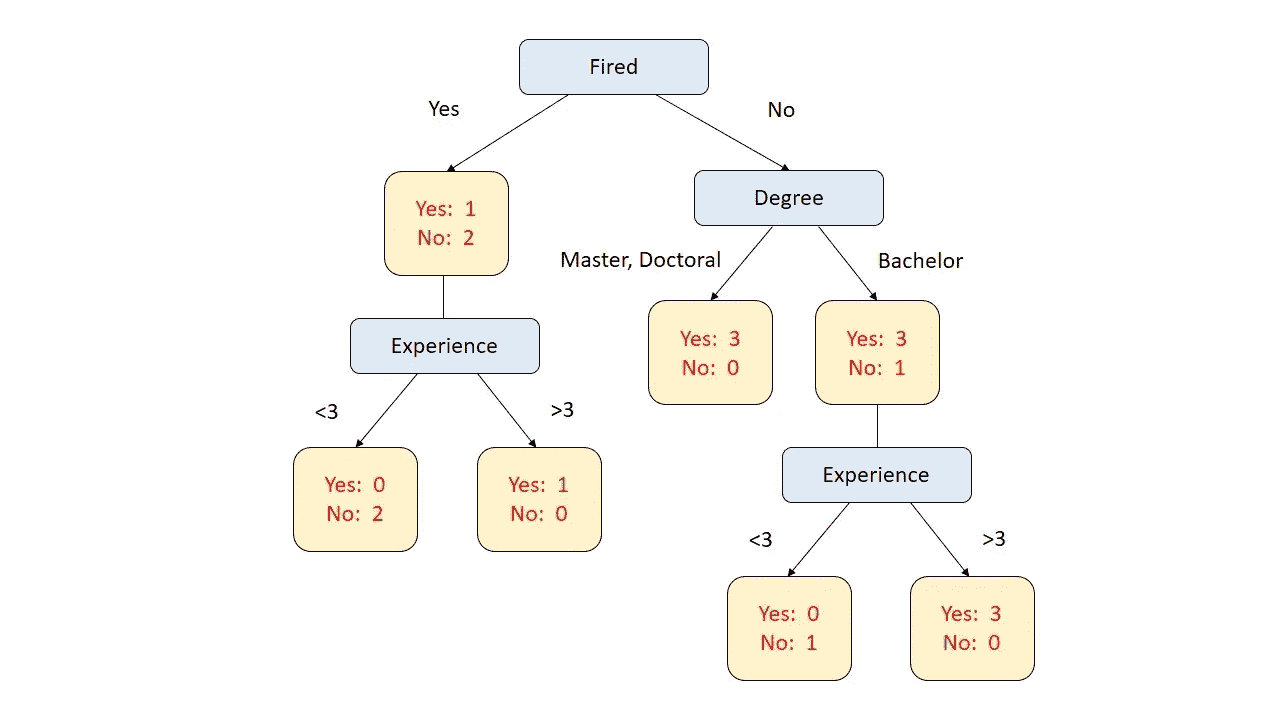 Fired
Yes
No
Yes: 1
No: 2
Degree
Master, Doctoral
Bachelor
Yes: 3
No: 0
Yes: 3
No: 1
Experience
<3
>3
Yes: 0
No: 2
Yes: 1
No: 0
Experience
<3
>3
Yes: 0
No: 1
Yes: 3
No: 0